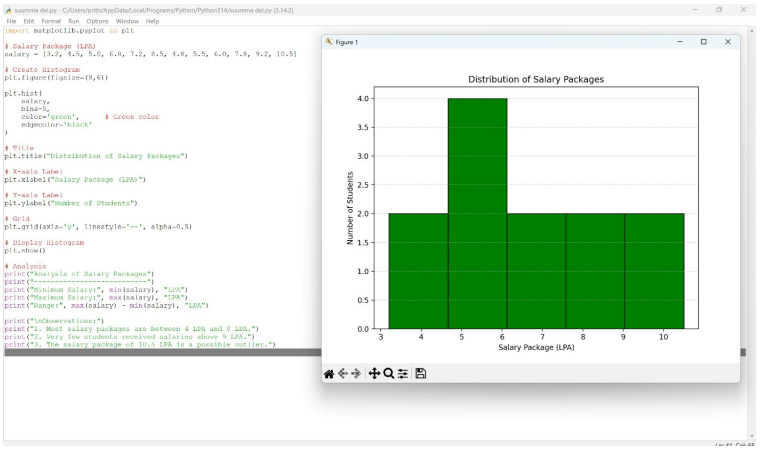 suumma del.py - C:/Users/prith/AppData/Local/Programs/Python/Python314/suumma del.py (3.14.2)
File Edit Format Run Options Window Help
import matplotlib.pyplot as plt
# Salary Package (LPA)
salary = [3.2, 4.5, 5.0, 6.8, 7.2, 8.5, 4.8, 5.5, 6.0, 7.8, 9.2, 10.5]
# Create Histogram
plt.figure(figsize=(8,6))
plt.hist(
salary,
bins=5,
color='green', # Green color
edgecolor='black'
)
# Title
plt.title("Distribution of Salary Packages")
# X-axis Label
plt.xlabel("Salary Package (LPA)")
# Y-axis Label
plt.ylabel("Number of Students")
# Grid
plt.grid(axis='y', linestyle='--', alpha=0.5)
# Display Histogram
plt.show()
# Analysis
print("Analysis of Salary Packages")
print("---------------------------")
print("Minimum Salary:", min(salary), "LPA")
print("Maximum Salary:", max(salary), "LPA")
print("Range:", max(salary) - min(salary), "LPA")
print("\nObservations:")
print("1. Most salary packages are between 4 LPA and 8 LPA.")
print("2. Very few students received salaries above 9 LPA.")
print("3. The salary package of 10.5 LPA is a possible outlier.")
Figure 1
Distribution of Salary Packages
4.0
3.5
3.0
2.5
2.0
1.5
1.0
0.5
0.0
Number of Students
3 4 5 6 7 8 9 10
Salary Package (LPA)